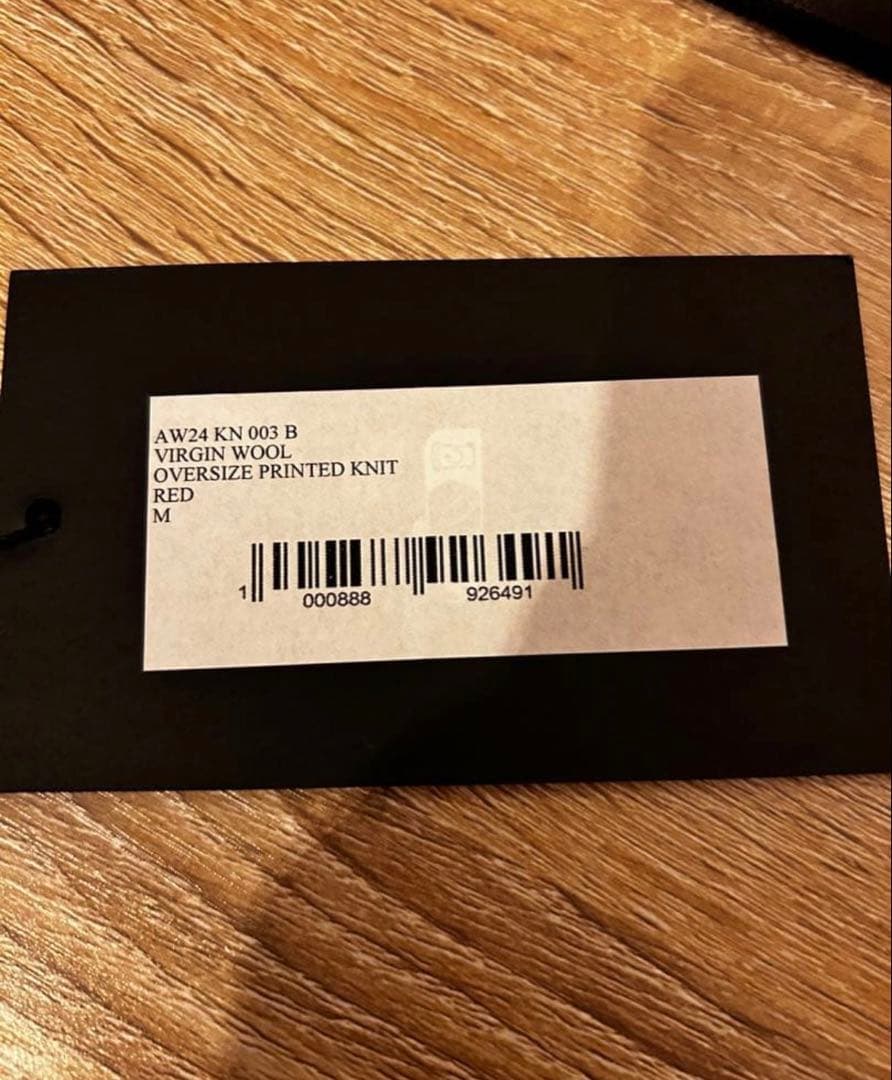 AW24 KN 003 B
VIRGIN WOOL
OVERSIZE PRINTED KNIT
RED
M
1 000888 926491